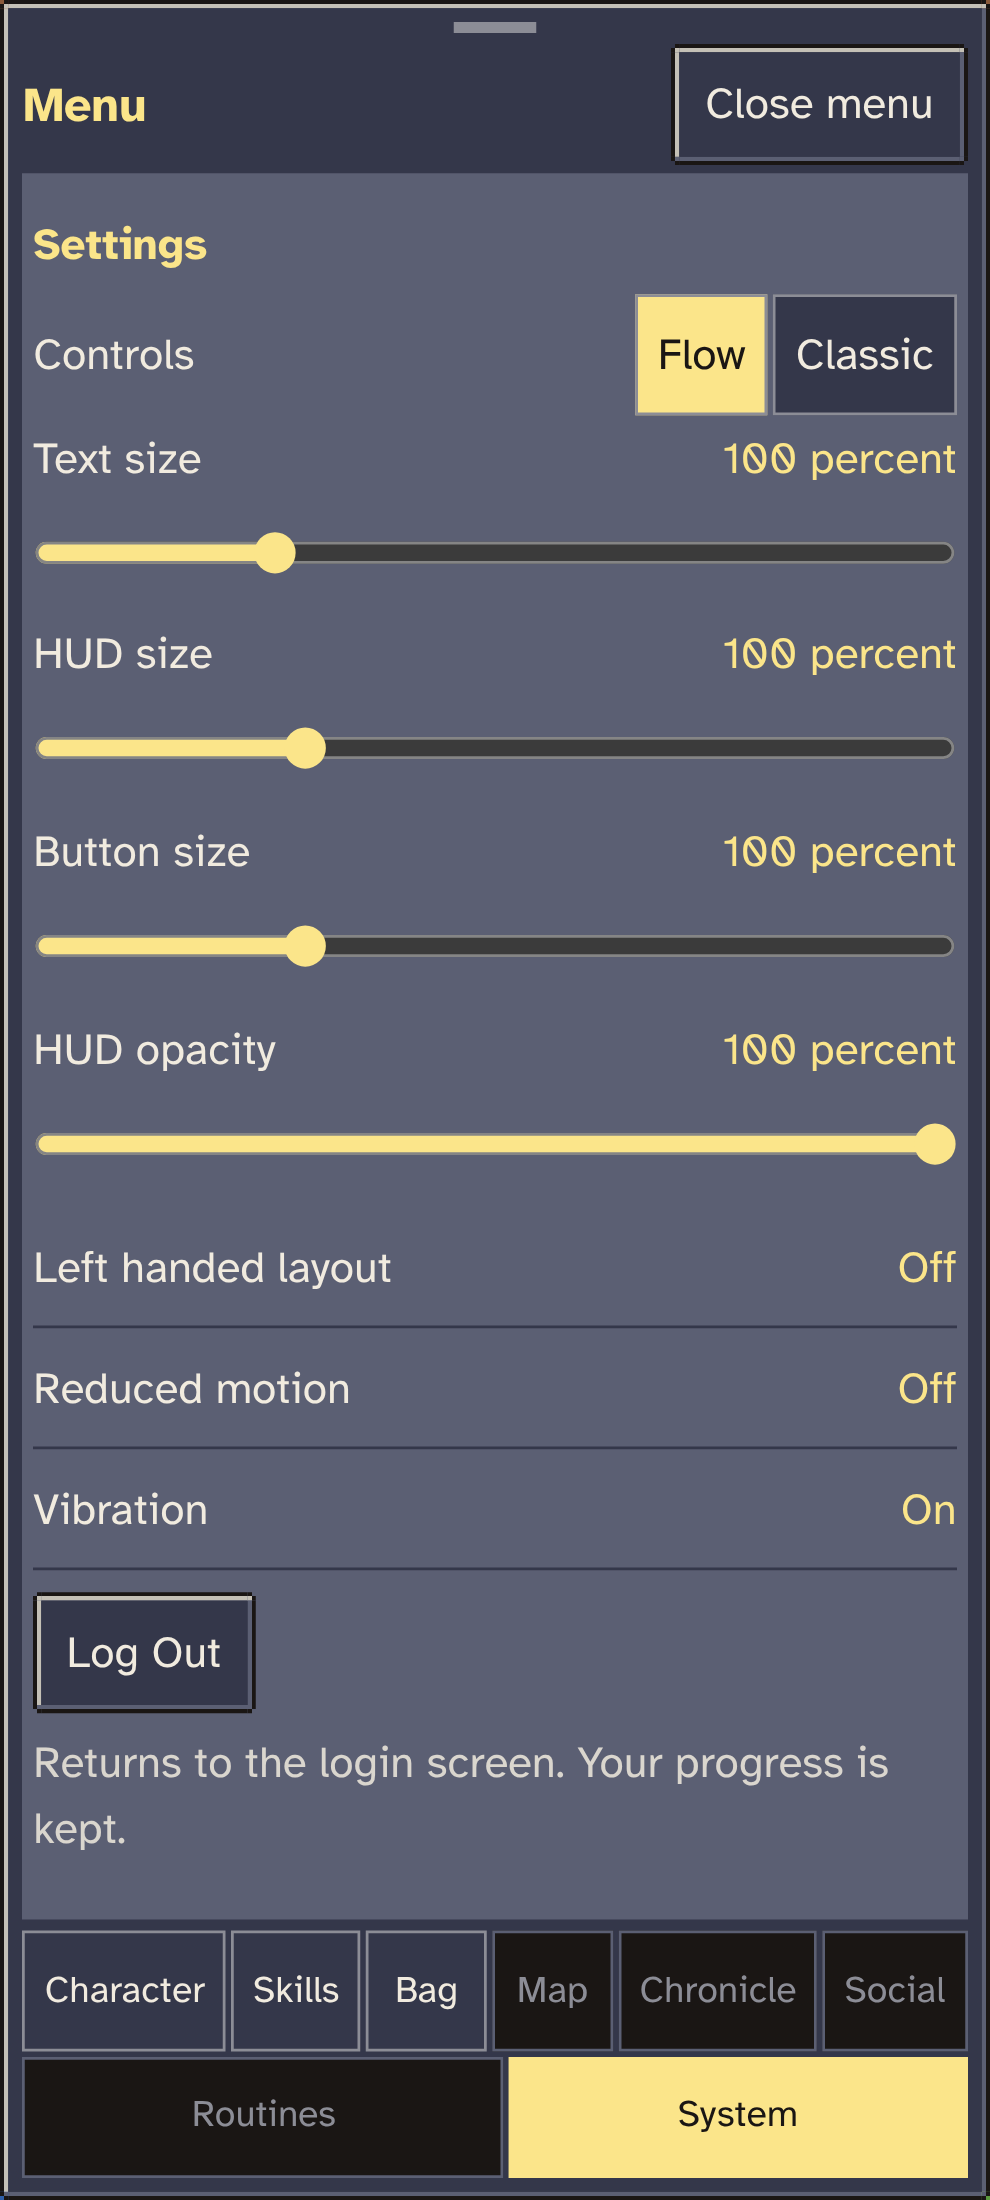 Menu
Close menu
Settings
Controls
Flow
Classic
Text size
100 percent
HUD size
100 percent
Button size
100 percent
HUD opacity
100 percent
Left handed layout
Off
Reduced motion
Off
Vibration
On
Log Out
Returns to the login screen. Your progress is
kept.
Character
Skills
Bag
Map
Chronicle
Social
Routines
System